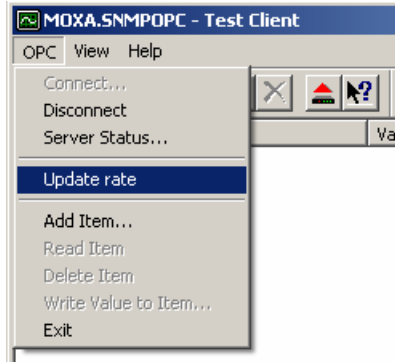 MOXA.SNMPOPC - Test Client
OPC View Help
Connect...
Disconnect
Server Status...
Va
Update rate
Add Item...
Read Item
Delete Item
Write Value to Item...
Exit